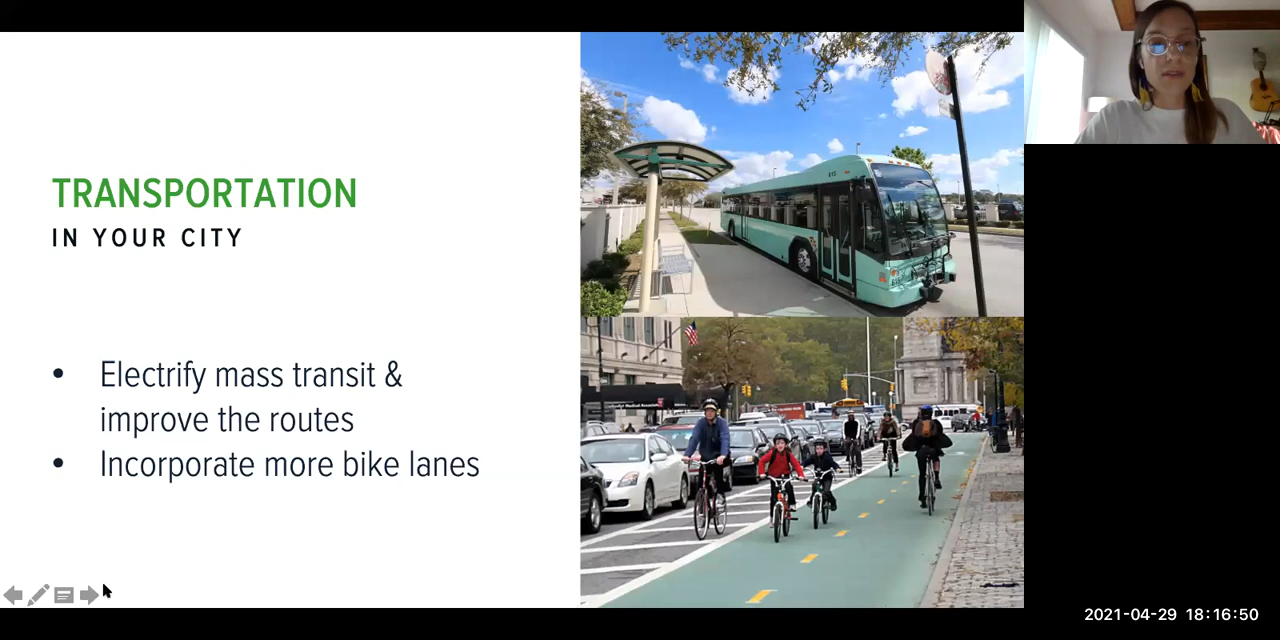 TRANSPORTATION
IN YOUR CITY
• Electrify mass transit &
improve the routes
• Incorporate more bike lanes
2021-04-29 18:16:50